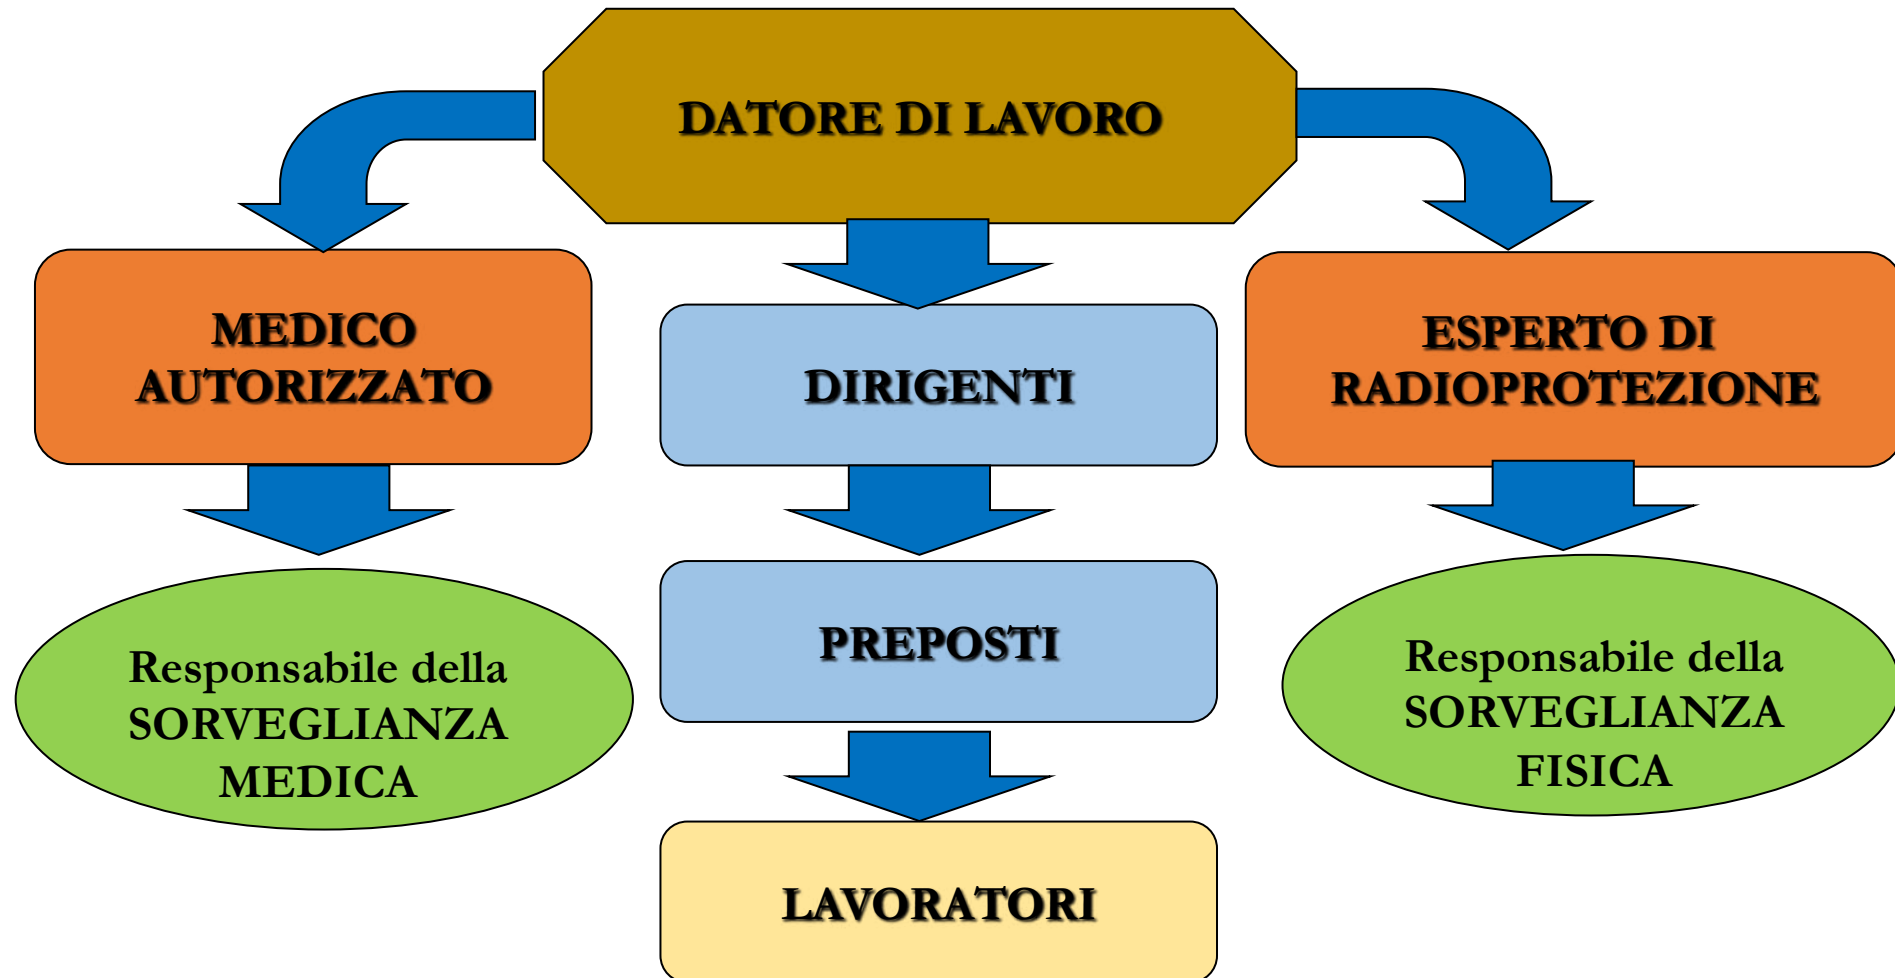 DATORE DI LAVORO
MEDICO
AUTORIZZATO
DIRIGENTI
ESPERTO DI
RADIOPROTEZIONE
Responsabile della
SORVEGLIANZA
MEDICA
PREPOSTI
Responsabile della
SORVEGLIANZA
FISICA
LAVORATORI